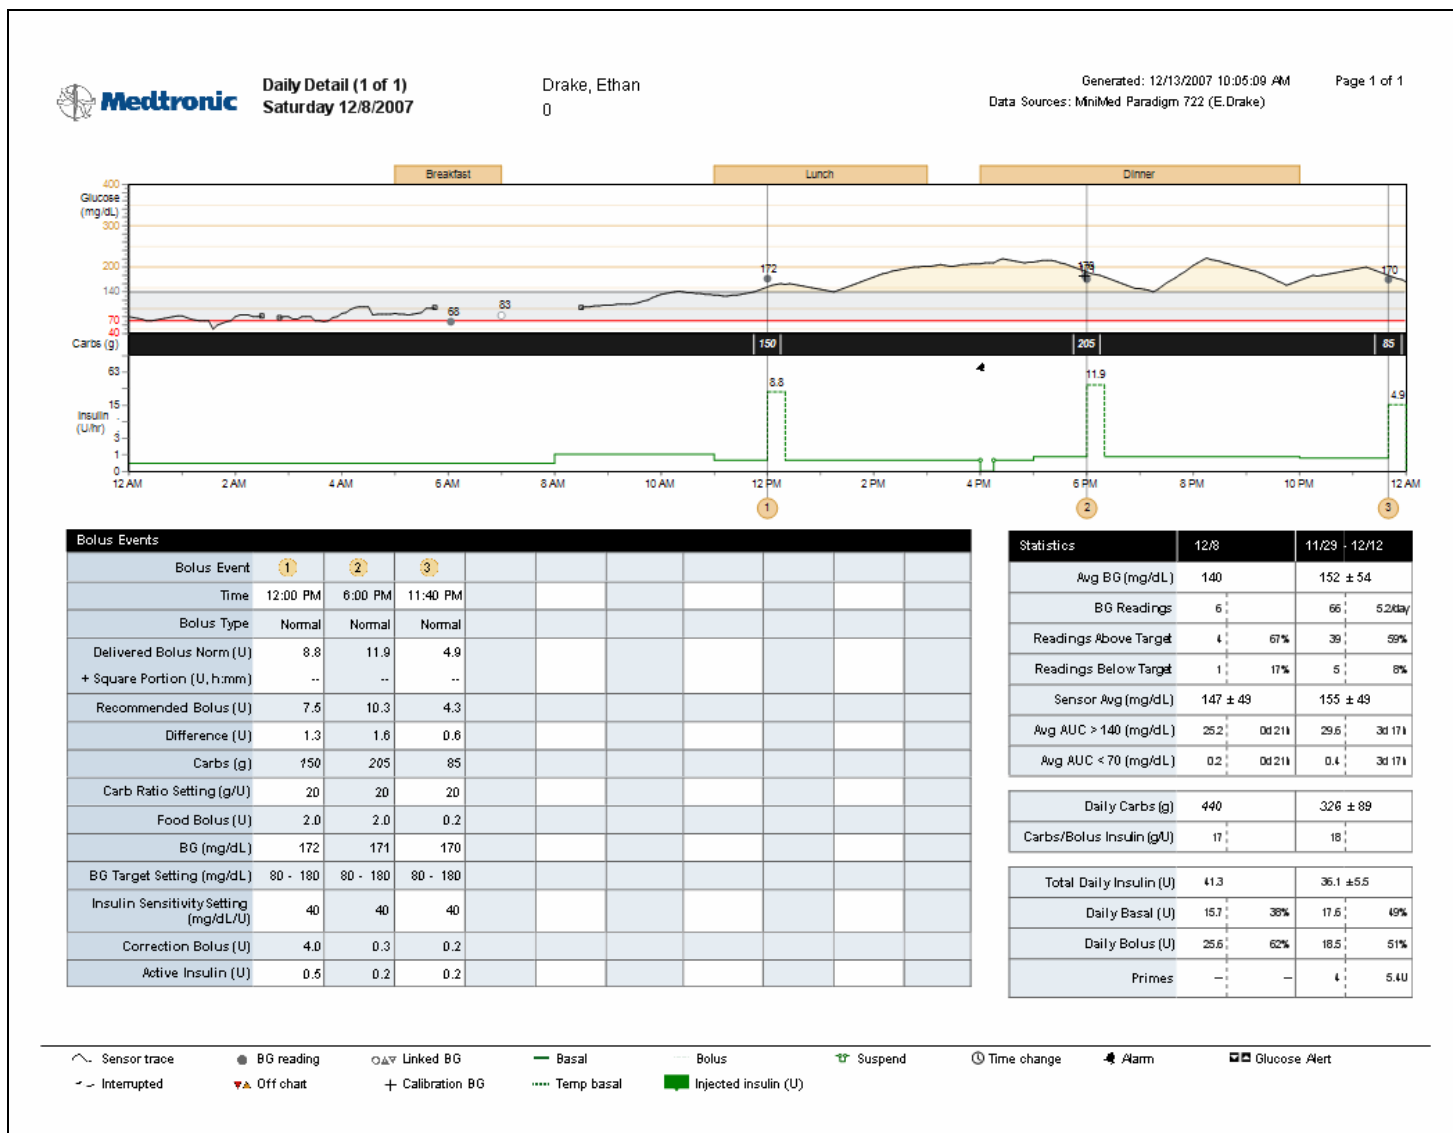 Medtronic
Daily Detail (1 of 1)
Saturday 12/8/2007
Drake, Ethan
0
Generated: 12/13/2007 10:05:09 AM
Page 1 of 1
Data Sources: MiniMed Paradigm 722 (E.Drake)
Breakfast Lunch Dinner
400
Glucose
(mg/dL)
300
200
140
70
40
68 83 172 170
Carbs (g) 150 205 85
63
15
Insulin
(U/hr)
3
1
0
8.8 11.9 4.9
12 AM 2 AM 4 AM 6 AM 8 AM 10 AM 12 PM 2 PM 4 PM 6 PM 8 PM 10 PM 12 AM
1 2 3
Bolus Events
Bolus Event 1 2 3
Time 12:00 PM 6:00 PM 11:40 PM
Bolus Type Normal Normal Normal
Delivered Bolus Norm (U) 8.8 11.9 4.9
+ Square Portion (U, h:mm) -- -- --
Recommended Bolus (U) 7.5 10.3 4.3
Difference (U) 1.3 1.6 0.6
Carbs (g) 150 205 85
Carb Ratio Setting (g/U) 20 20 20
Food Bolus (U) 2.0 2.0 0.2
BG (mg/dL) 172 171 170
BG Target Setting (mg/dL) 80 - 180 80 - 180 80 - 180
Insulin Sensitivity Setting
(mg/dL/U) 40 40 40
Correction Bolus (U) 4.0 0.3 0.2
Active Insulin (U) 0.5 0.2 0.2
Statistics 12/8 11/29 - 12/12
Avg BG (mg/dL) 140 152 ± 54
BG Readings 6 66 5.2/day
Readings Above Target 4 67% 39 59%
Readings Below Target 1 17% 5 8%
Sensor Avg (mg/dL) 147 ± 49 155 ± 49
Avg AUC > 140 (mg/dL) 25.2 0d 21h 29.6 3d 17h
Avg AUC < 70 (mg/dL) 0.2 0d 21h 0.4 3d 17h
Daily Carbs (g) 440 326 ± 89
Carbs/Bolus Insulin (g/U) 17 18
Total Daily Insulin (U) 41.3 36.1 ±5.5
Daily Basal (U) 15.7 38% 17.6 49%
Daily Bolus (U) 25.6 62% 18.5 51%
Primes -- -- 4 5.4U
Sensor trace BG reading Linked BG Basal Bolus Suspend Time change Alarm Glucose Alert
Interrupted Off chart Calibration BG Temp basal Injected insulin (U)